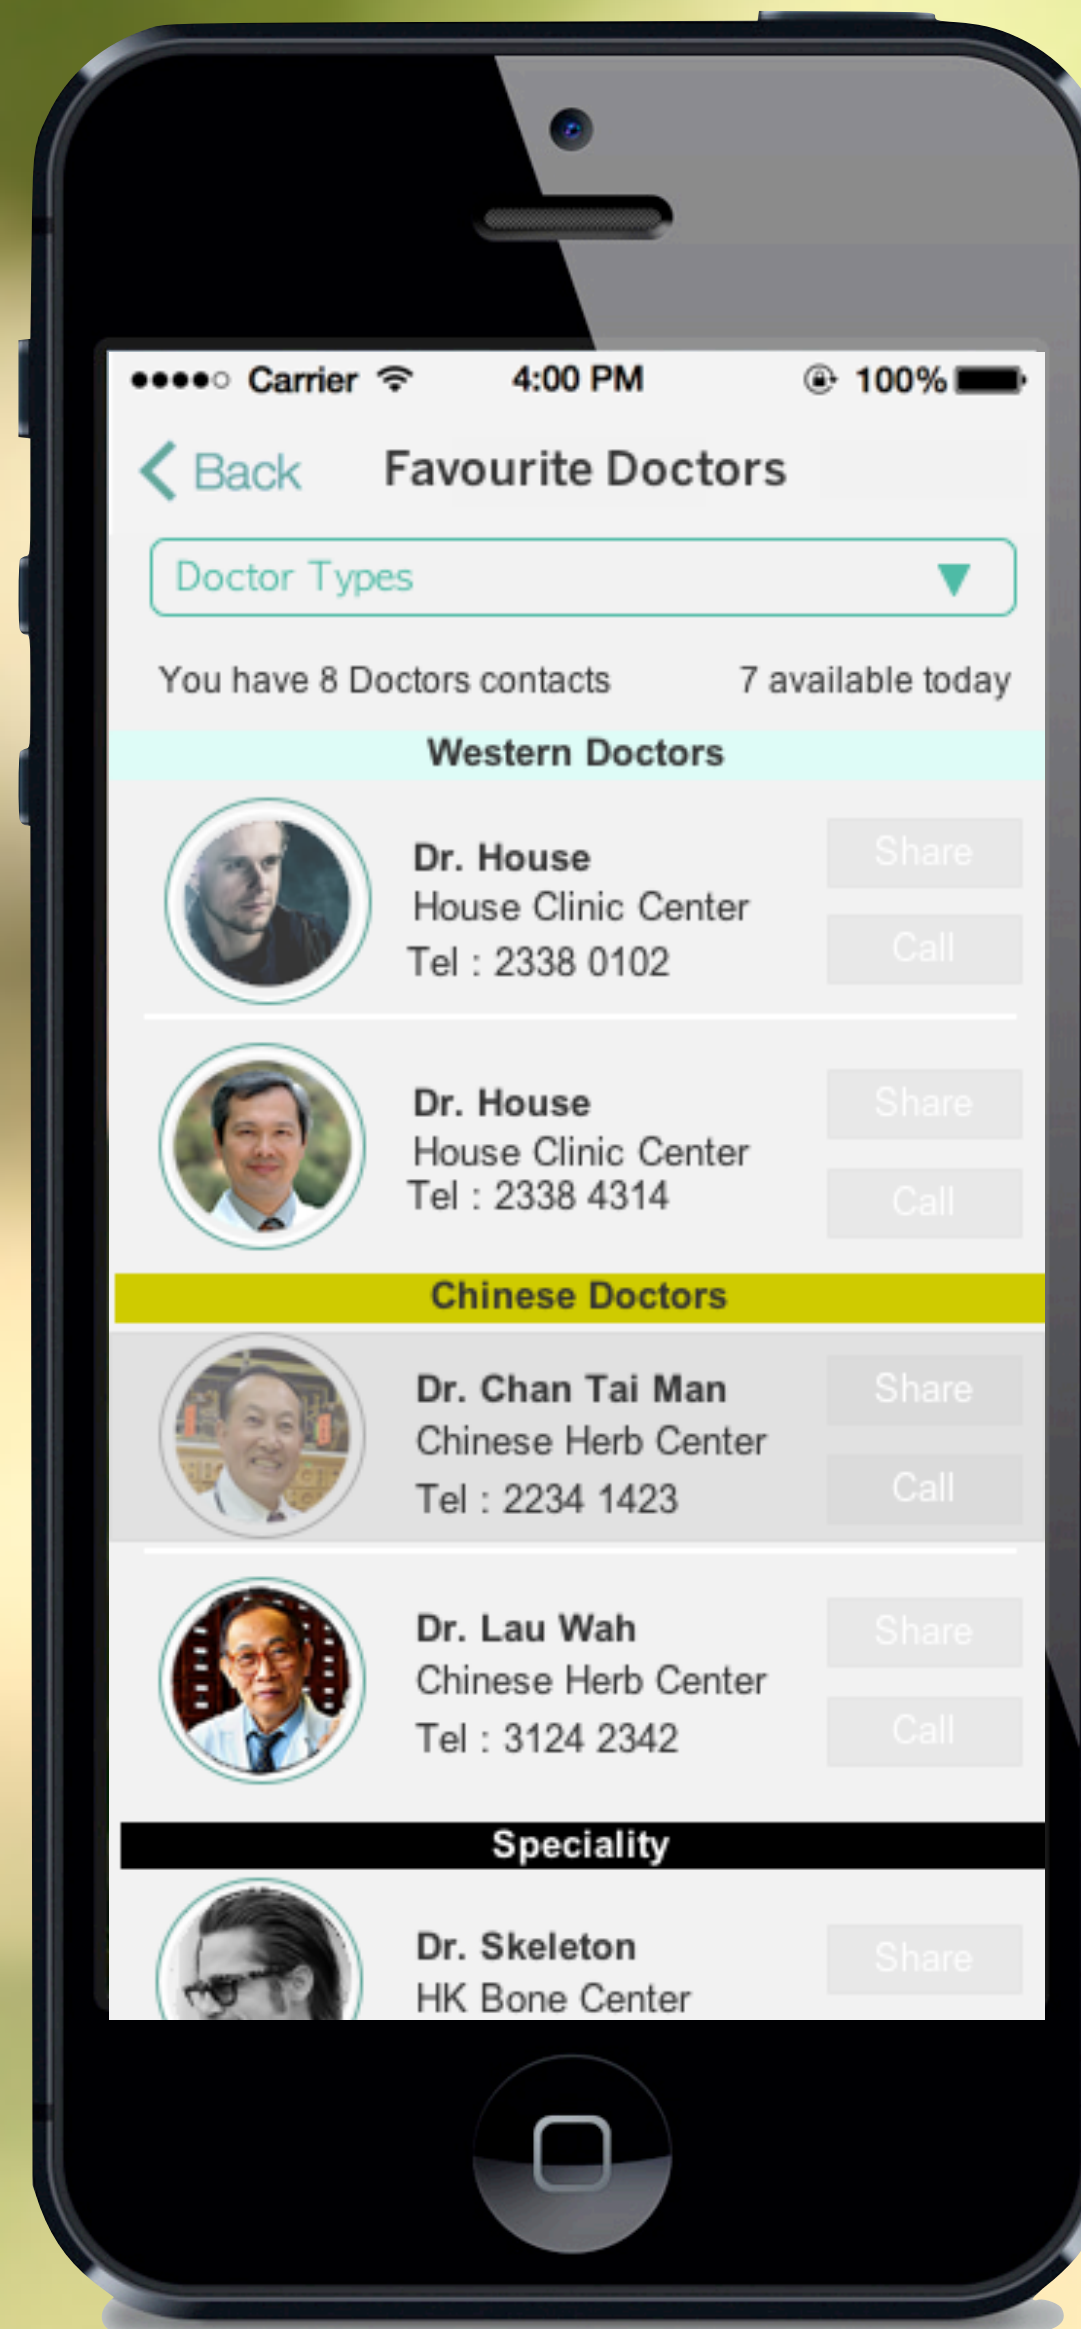 Carrier 4:00 PM 100%
Back Favourite Doctors
Doctor Types
You have 8 Doctors contacts 7 available today
Western Doctors
Dr. House
House Clinic Center
Tel : 2338 0102
Share
Call
Dr. House
House Clinic Center
Tel : 2338 4314
Share
Call
Chinese Doctors
Dr. Chan Tai Man
Chinese Herb Center
Tel : 2234 1423
Share
Call
Dr. Lau Wah
Chinese Herb Center
Tel : 3124 2342
Share
Call
Speciality
Dr. Skeleton
HK Bone Center
Share